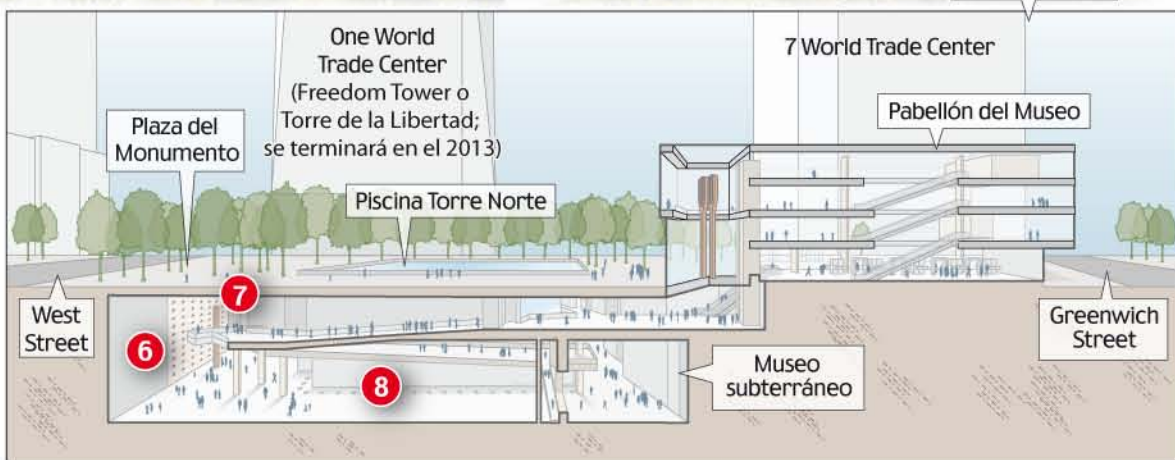 One World
Trade Center
(Freedom Tower o
Torre de la Libertad;
se terminará en el 2013)
7 World Trade Center
Plaza del
Monumento
Pabellón del Museo
Piscina Torre Norte
West
Street
7
6
8
Museo
subterráneo
Greenwich
Street